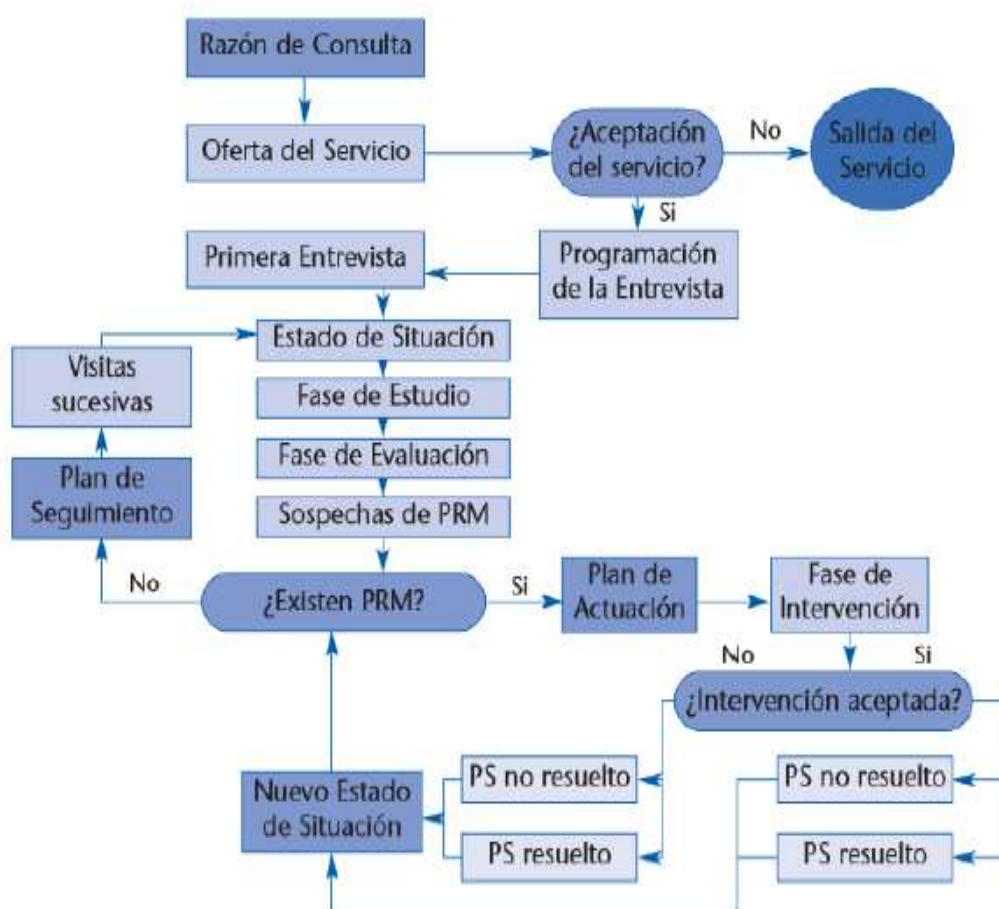 Razón de Consulta
Oferta del Servicio
¿Aceptación
del servicio?
No
Salida del
Servicio
Si
Primera Entrevista
Programación
de la Entrevista
Estado de Situación
Visitas
sucesivas
Fase de Estudio
Fase de Evaluación
Plan de
Seguimiento
Sospechas de PRM
No
¿Existen PRM?
Si
Plan de
Actuación
Fase de
Intervención
No
Si
¿Intervención aceptada?
Nuevo Estado
de Situación
PS no resuelto
PS no resuelto
PS resuelto
PS resuelto